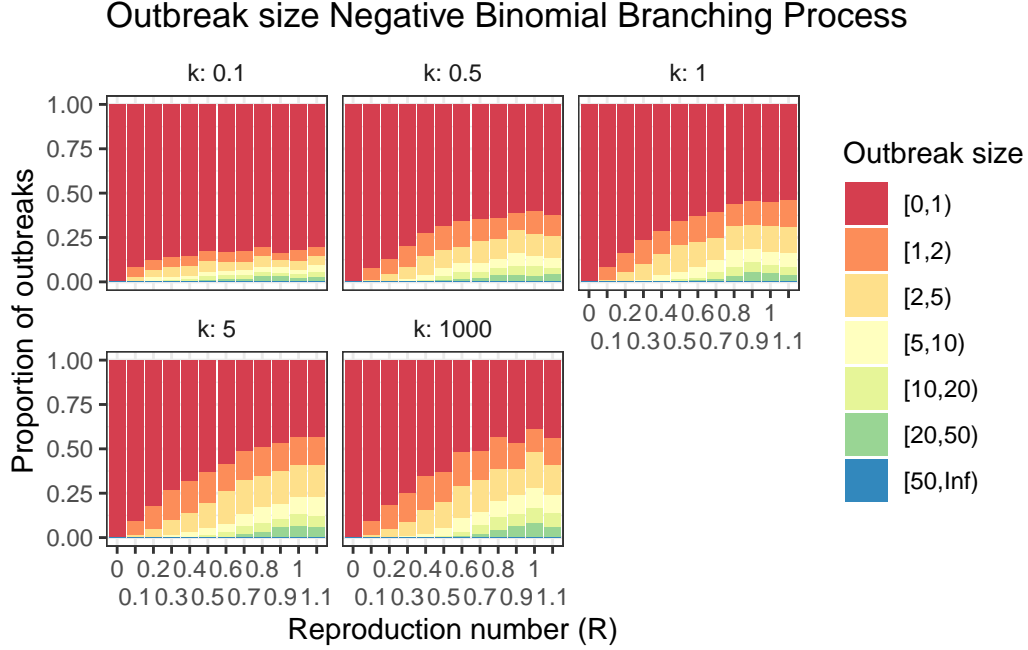 Outbreak size Negative Binomial Branching Process
k: 0.1
k: 0.5
k: 1
1.00
0.75
0.50
0.25
0.00
0 0.2 0.4 0.6 0.8 1
0.1 0.3 0.5 0.7 0.9 1.1
k: 5
k: 1000
1.00
0.75
0.50
0.25
0.00
0 0.2 0.4 0.6 0.8 1
0.1 0.3 0.5 0.7 0.9 1.1
0 0.2 0.4 0.6 0.8 1
0.1 0.3 0.5 0.7 0.9 1.1
Proportion of outbreaks
Reproduction number (R)
Outbreak size
[0,1)
[1,2)
[2,5)
[5,10)
[10,20)
[20,50)
[50,Inf)